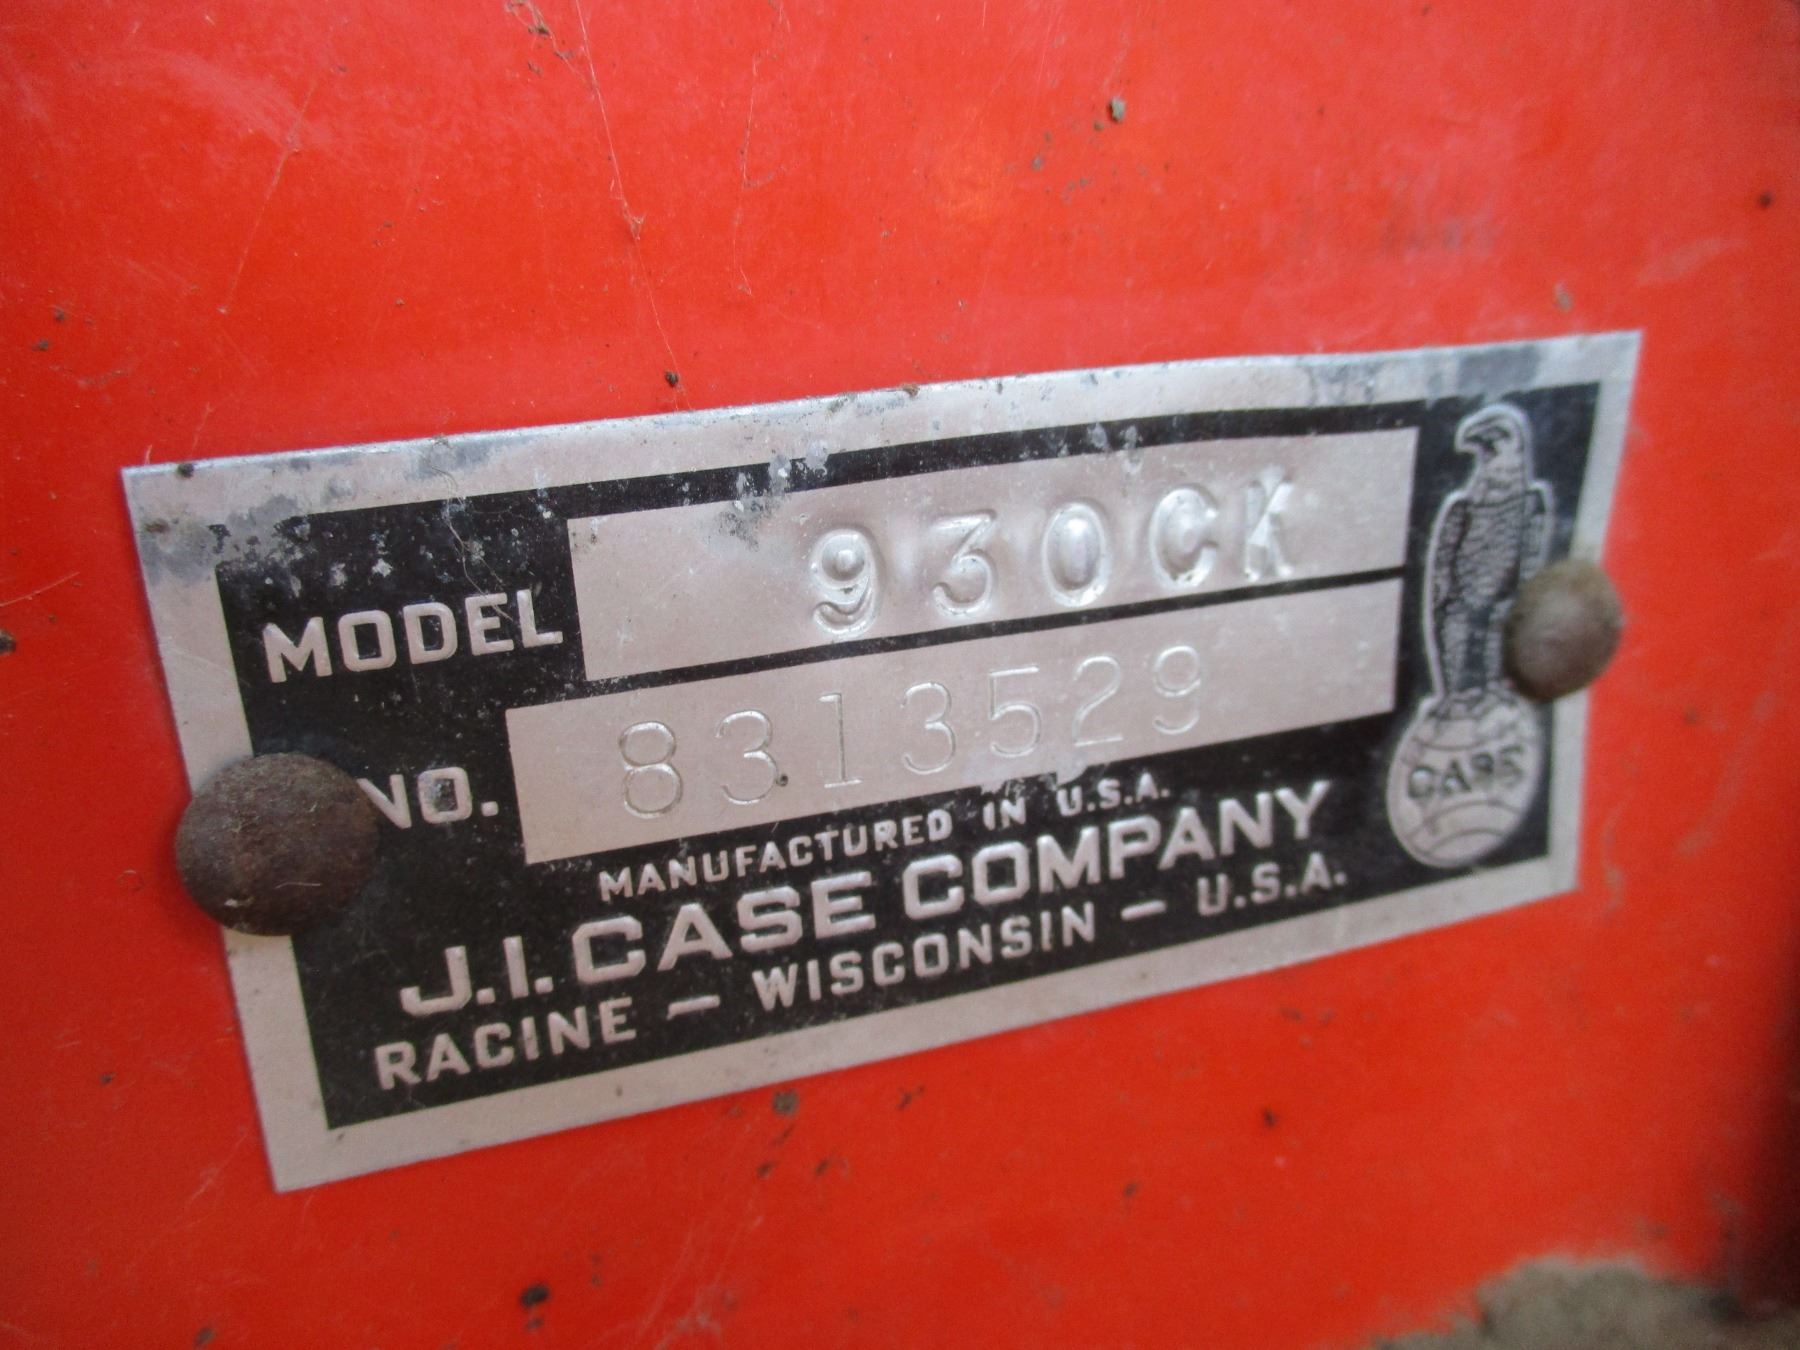 MODEL 930CK
NO. 8313529
MANUFACTURED IN U.S.A.
J.I. CASE COMPANY
RACINE — WISCONSIN — U.S.A.
CASE